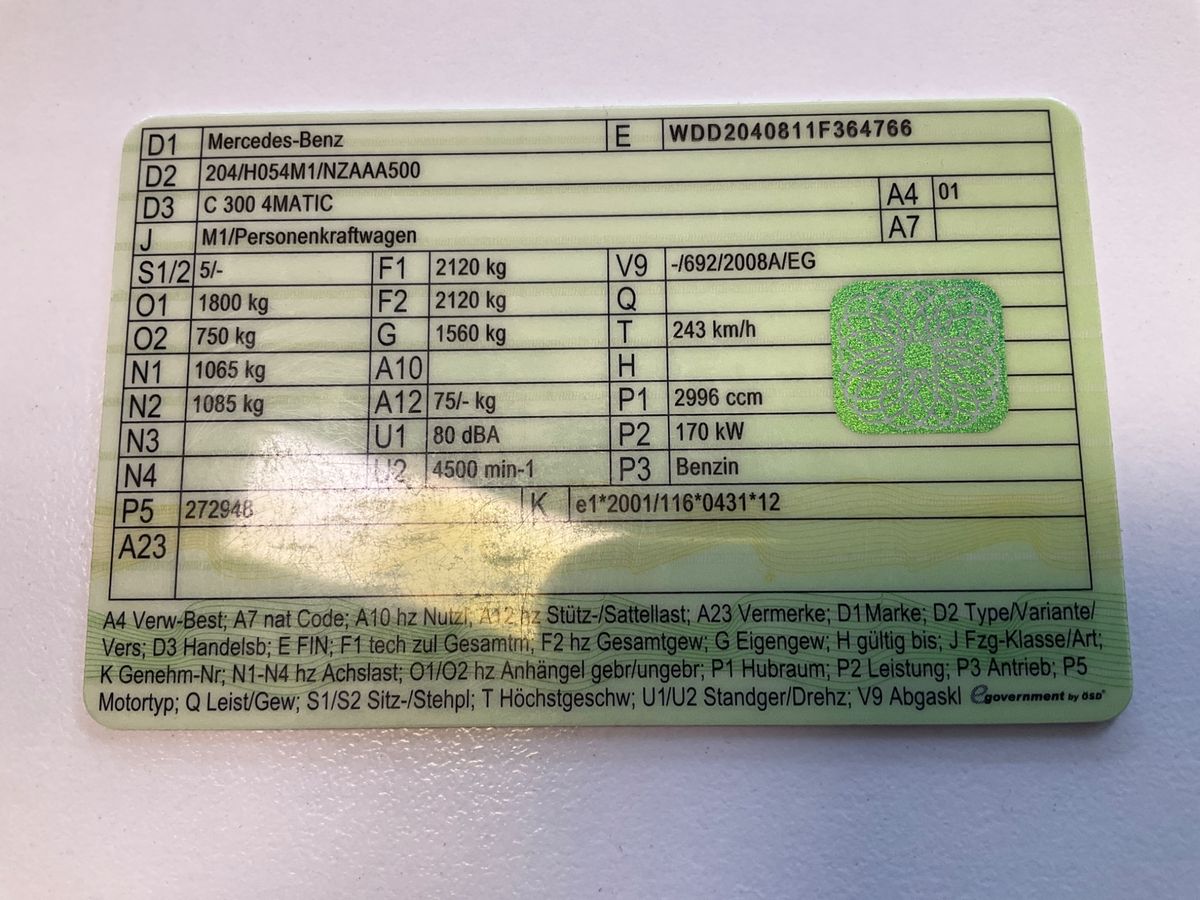 D1 Mercedes-Benz E WDD2040811F364766
D2 204/H054M1/NZAAA500
D3 C 300 4MATIC A4 01
J M1/Personenkraftwagen A7
S1/2 5/- F1 2120 kg V9 -/692/2008A/EG
O1 1800 kg F2 2120 kg Q
O2 750 kg G 1560 kg T 243 km/h
N1 1065 kg A10 H
N2 1085 kg A12 75/- kg P1 2996 ccm
N3 U1 80 dBA P2 170 kW
N4 U2 4500 min-1 P3 Benzin
P5 272948 K e1*2001/116*0431*12
A23
A4 Verw-Best; A7 nat Code; A10 hz Nutzl; A12 hz Stütz-/Sattellast; A23 Vermerke; D1 Marke; D2 Type/Variante/
Vers; D3 Handelsb; E FIN; F1 tech zul Gesamtm, F2 hz Gesamtgew; G Eigengew; H gültig bis; J Fzg-Klasse/Art;
K Genehm-Nr; N1-N4 hz Achslast; O1/O2 hz Anhängel gebr/ungebr; P1 Hubraum; P2 Leistung; P3 Antrieb; P5
Motortyp; Q Leist/Gew; S1/S2 Sitz-/Stehpl; T Höchstgeschw; U1/U2 Standger/Drehz; V9 Abgaskl egovernment by ÖSD